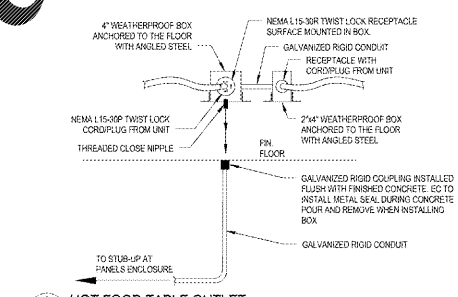 4" WEATHERPROOF BOX
ANCHORED TO THE FLOOR
WITH ANGLED STEEL
NEMA L15-30R TWIST LOCK RECEPTACLE
SURFACE MOUNTED IN BOX.
GALVANIZED RIGID CONDUIT
RECEPTACLE WITH
CORD/PLUG FROM UNIT
NEMA L15-30P TWIST LOCK
CORD/PLUG FROM UNIT
THREADED CLOSE NIPPLE
2"x4" WEATHERPROOF BOX
ANCHORED TO THE FLOOR
WITH ANGLED STEEL
FIN.
FLOOR
GALVANIZED RIGID COUPLING INSTALLED
FLUSH WITH FINISHED CONCRETE. EC TO
INSTALL METAL SEAL DURING CONCRETE
POUR AND REMOVE WHEN INSTALLING
BOX
GALVANIZED RIGID CONDUIT
TO STUB-UP AT
PANELS ENCLOSURE
HOT FOOD TABLE OUTLET